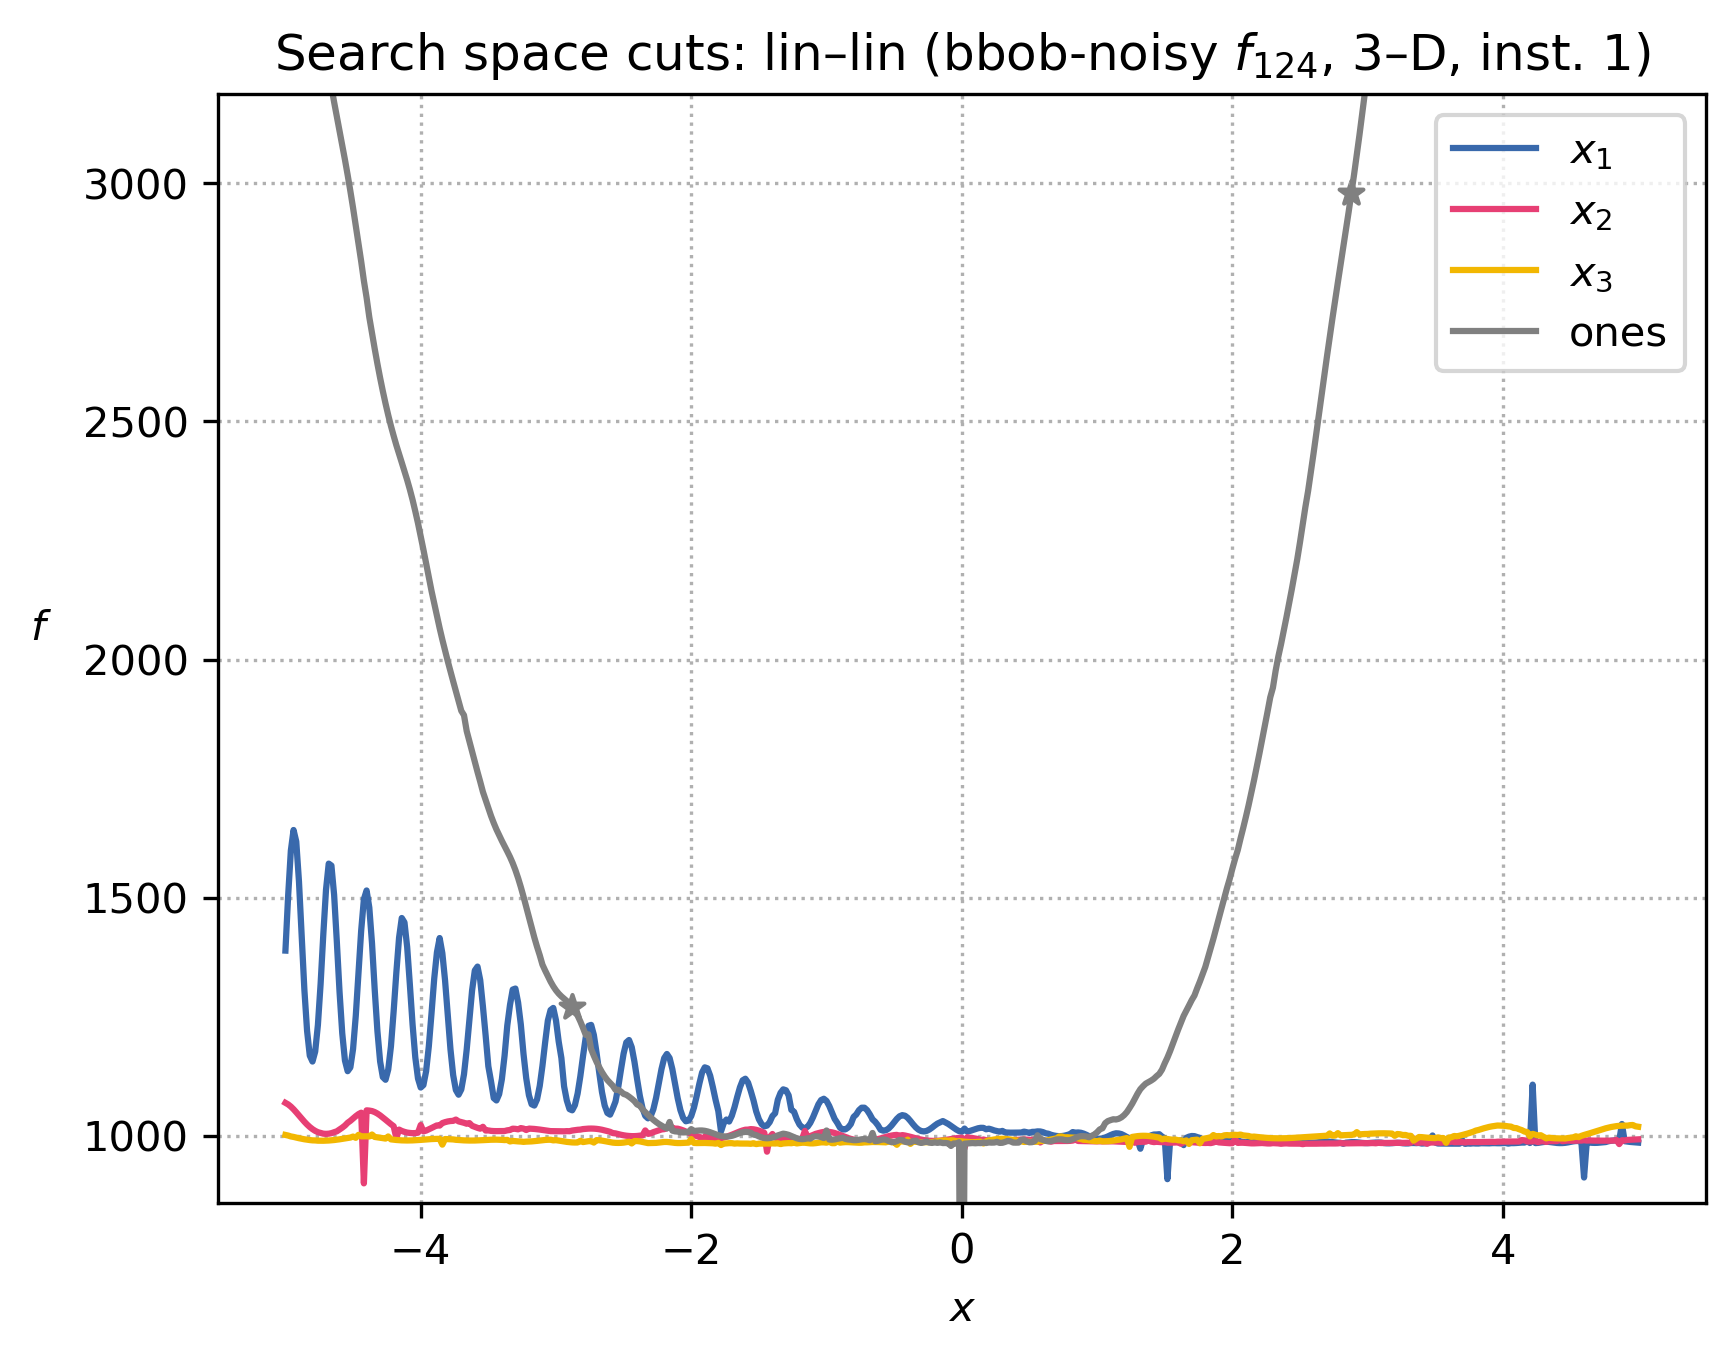 Search space cuts: lin–lin (bbob-noisy f₁₂₄, 3–D, inst. 1)
x₁
x₂
x₃
ones
3000
2500
2000
1500
1000
f
−4
−2
0
2
4
x